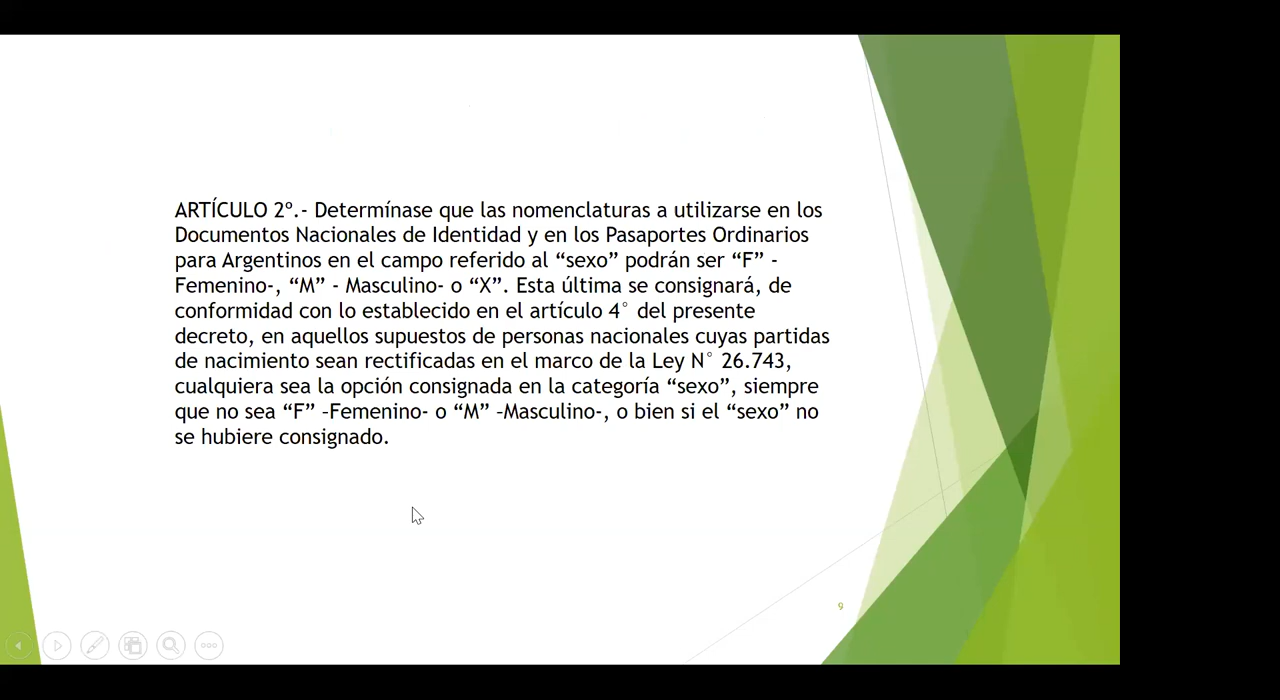 ARTÍCULO 2º.- Determínase que las nomenclaturas a utilizarse en los
Documentos Nacionales de Identidad y en los Pasaportes Ordinarios
para Argentinos en el campo referido al “sexo” podrán ser “F” -
Femenino-, “M” - Masculino- o “X”. Esta última se consignará, de
conformidad con lo establecido en el artículo 4° del presente
decreto, en aquellos supuestos de personas nacionales cuyas partidas
de nacimiento sean rectificadas en el marco de la Ley N° 26.743,
cualquiera sea la opción consignada en la categoría “sexo”, siempre
que no sea “F” –Femenino- o “M” –Masculino-, o bien si el “sexo” no
se hubiere consignado.
9